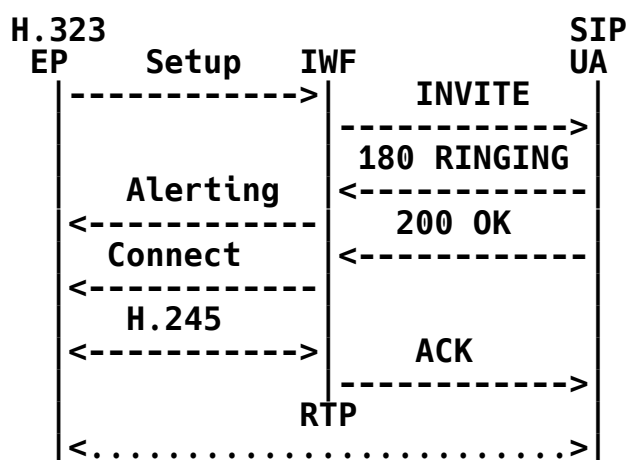 H.323 SIP
EP Setup IWF UA
|------------>| INVITE |
| |------------>|
| | 180 RINGING |
| Alerting |<------------|
|<-------------| 200 OK |
| Connect |<------------|
|<-------------| |
| H.245 | |
|<------------>| ACK |
| |------------>|
| RTP |
|<.........................>|